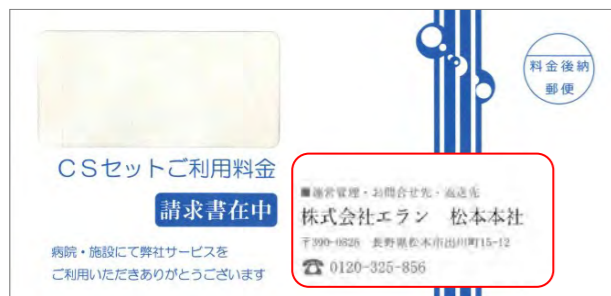 料金後納
郵便
CSセットご利用料金
請求書在中
病院・施設にて弊社サービスを
ご利用いただきありがとうございます
■運営管理・お問合せ先・返送先
株式会社エラン　松本本社
〒390-0826　長野県松本市出川町15-12
☎ 0120-325-856